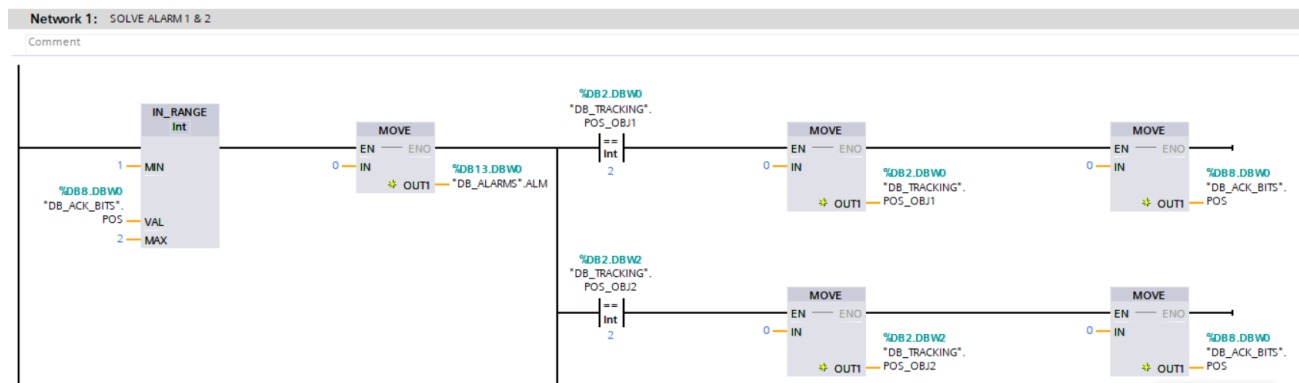 Network 1: SOLVE ALARM 1 & 2
Comment
IN_RANGE
Int
1
MIN
%DB8.DBW0
"DB_ACK_BITS".
POS
VAL
2
MAX
MOVE
EN
ENO
0
IN
OUT1
%DB13.DBW0
"DB_ALARMS".ALM
%DB2.DBW0
"DB_TRACKING".
POS_OBJ1
==
Int
2
MOVE
EN
ENO
0
IN
OUT1
%DB2.DBW0
"DB_TRACKING".
POS_OBJ1
MOVE
EN
ENO
0
IN
OUT1
%DB8.DBW0
"DB_ACK_BITS".
POS
%DB2.DBW2
"DB_TRACKING".
POS_OBJ2
==
Int
2
MOVE
EN
ENO
0
IN
OUT1
%DB2.DBW2
"DB_TRACKING".
POS_OBJ2
MOVE
EN
ENO
0
IN
OUT1
%DB8.DBW0
"DB_ACK_BITS".
POS